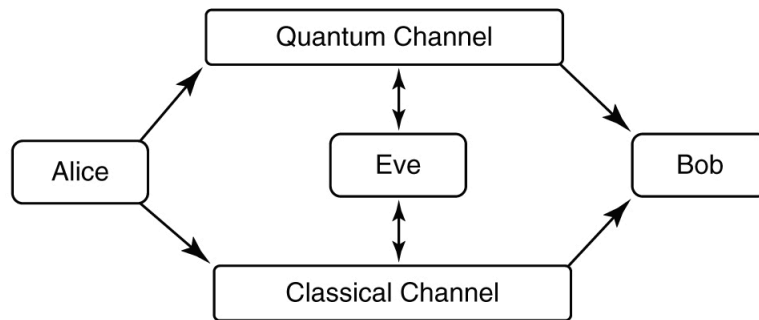 Quantum Channel
Alice
Eve
Bob
Classical Channel